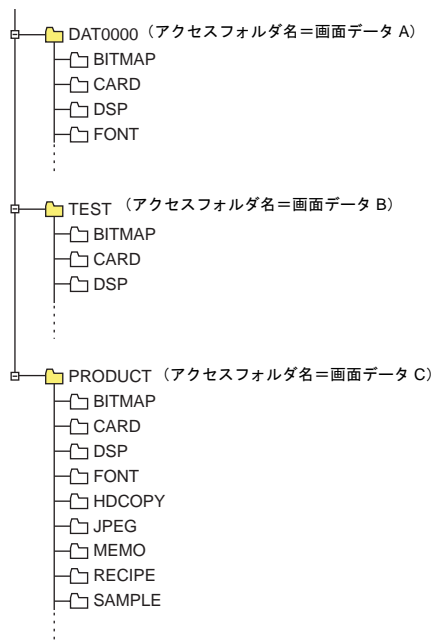 DAT0000（アクセスフォルダ名＝画面データ A）
BITMAP
CARD
DSP
FONT
TEST （アクセスフォルダ名＝画面データ B）
BITMAP
CARD
DSP
PRODUCT （アクセスフォルダ名＝画面データ C）
BITMAP
CARD
DSP
FONT
HDCOPY
JPEG
MEMO
RECIPE
SAMPLE